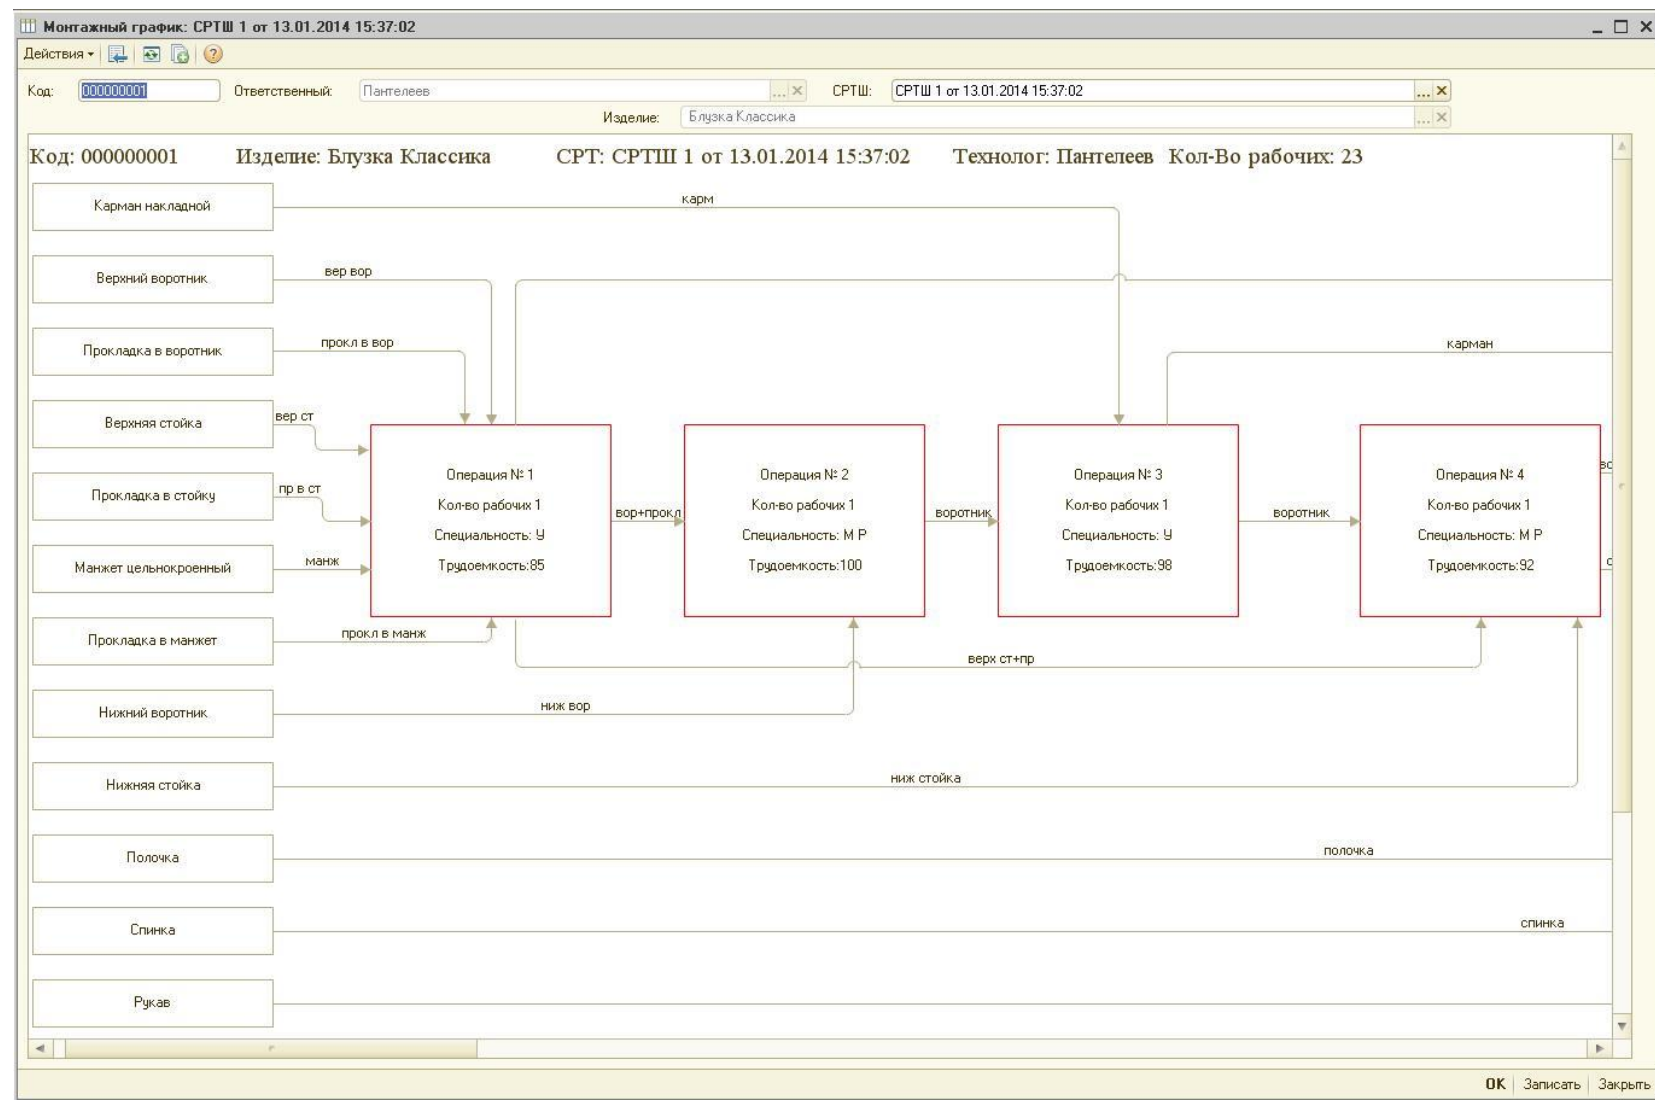 Монтажный график: СРТШ 1 от 13.01.2014 15:37:02
Действия
Код: 000000001 Ответственный: Пантелеев ... СРТШ: СРТШ 1 от 13.01.2014 15:37:02 ...
Изделие: Блузка Классика ...
Код: 000000001 Изделие: Блузка Классика СРТ: СРТШ 1 от 13.01.2014 15:37:02 Технолог: Пантелеев Кол-Во рабочих: 23
Карман накладной карм
Верхний воротник вер вор
Прокладка в воротник прокл в вор карман
Верхняя стойка вер ст
Операция № 1 Операция № 2 Операция № 3 Операция № 4
Прокладка в стойку пр в ст
Кол-во рабочих 1 Кол-во рабочих 1 Кол-во рабочих 1 Кол-во рабочих 1
вор+прокл воротник воротник
Специальность: У Специальность: М Р Специальность: У Специальность: М Р
Манжет цельнокроенный манж
Трудоемкость:85 Трудоемкость:100 Трудоемкость:98 Трудоемкость:92
Прокладка в манжет прокл в манж
верх ст+пр
Нижний воротник ниж вор
Нижняя стойка ниж стойка
Полочка полочка
Спинка спинка
Рукав
OK Записать Закрыть